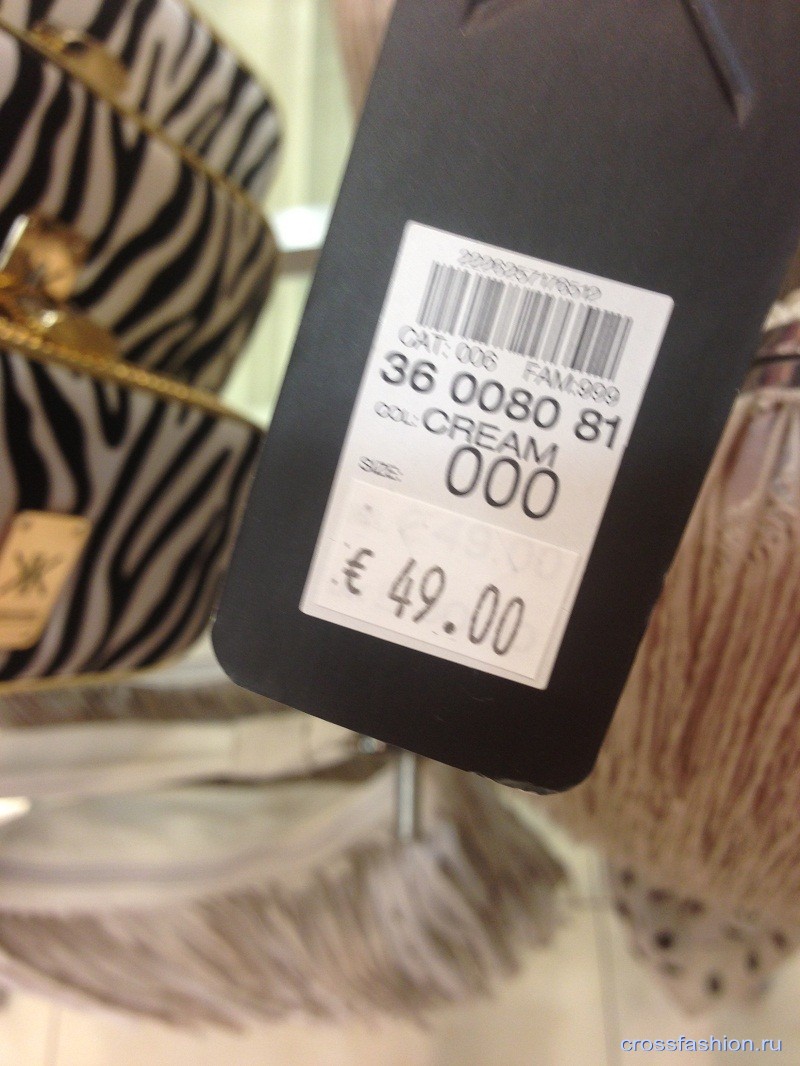 CAT: 006 FAM:999
36 0080 81
COL: CREAM
SIZE: 000
€ 49.00
crossfashion.ru